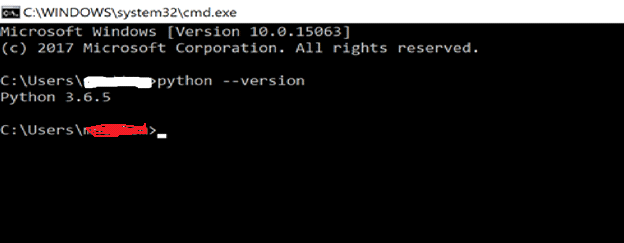 C:\WINDOWS\system32\cmd.exe
Microsoft Windows [Version 10.0.15063]
(c) 2017 Microsoft Corporation. All rights reserved.
C:\Users\ >python --version
Python 3.6.5
C:\Users\ >